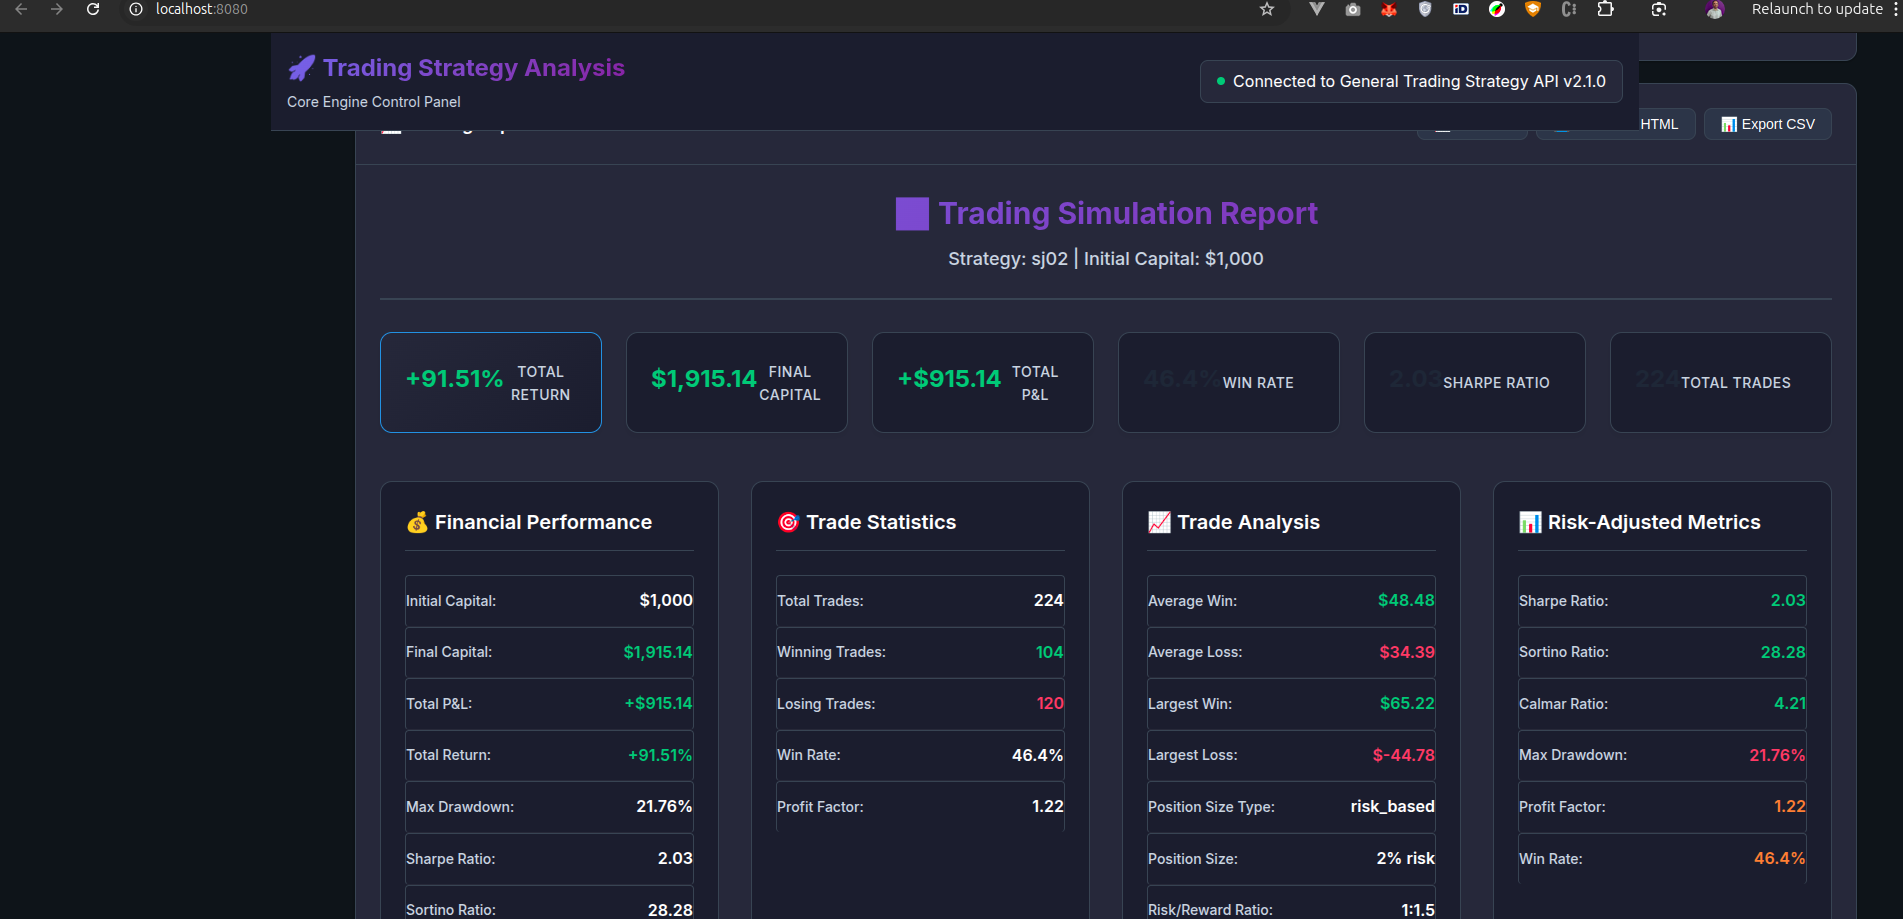 localhost:8080
Relaunch to update
Trading Strategy Analysis
Core Engine Control Panel
Connected to General Trading Strategy API v2.1.0
HTML
Export CSV
Trading Simulation Report
Strategy: sj02 | Initial Capital: $1,000
+91.51% TOTAL RETURN
$1,915.14 FINAL CAPITAL
+$915.14 TOTAL P&L
46.4% WIN RATE
2.03 SHARPE RATIO
224 TOTAL TRADES
Financial Performance
Initial Capital: $1,000
Final Capital: $1,915.14
Total P&L: +$915.14
Total Return: +91.51%
Max Drawdown: 21.76%
Sharpe Ratio: 2.03
Sortino Ratio: 28.28
Trade Statistics
Total Trades: 224
Winning Trades: 104
Losing Trades: 120
Win Rate: 46.4%
Profit Factor: 1.22
Trade Analysis
Average Win: $48.48
Average Loss: $34.39
Largest Win: $65.22
Largest Loss: $-44.78
Position Size Type: risk_based
Position Size: 2% risk
Risk/Reward Ratio: 1:1.5
Risk-Adjusted Metrics
Sharpe Ratio: 2.03
Sortino Ratio: 28.28
Calmar Ratio: 4.21
Max Drawdown: 21.76%
Profit Factor: 1.22
Win Rate: 46.4%